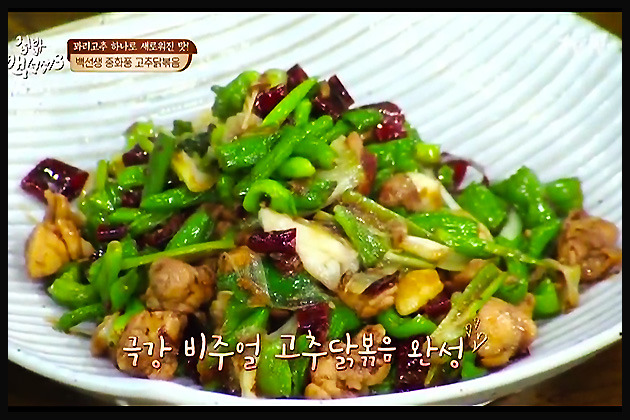 집밥
백선생3
꽈리고추 하나로 새로워진 맛!
백선생 중화풍 고추닭볶음
극강 비주얼 고추닭볶음 완성